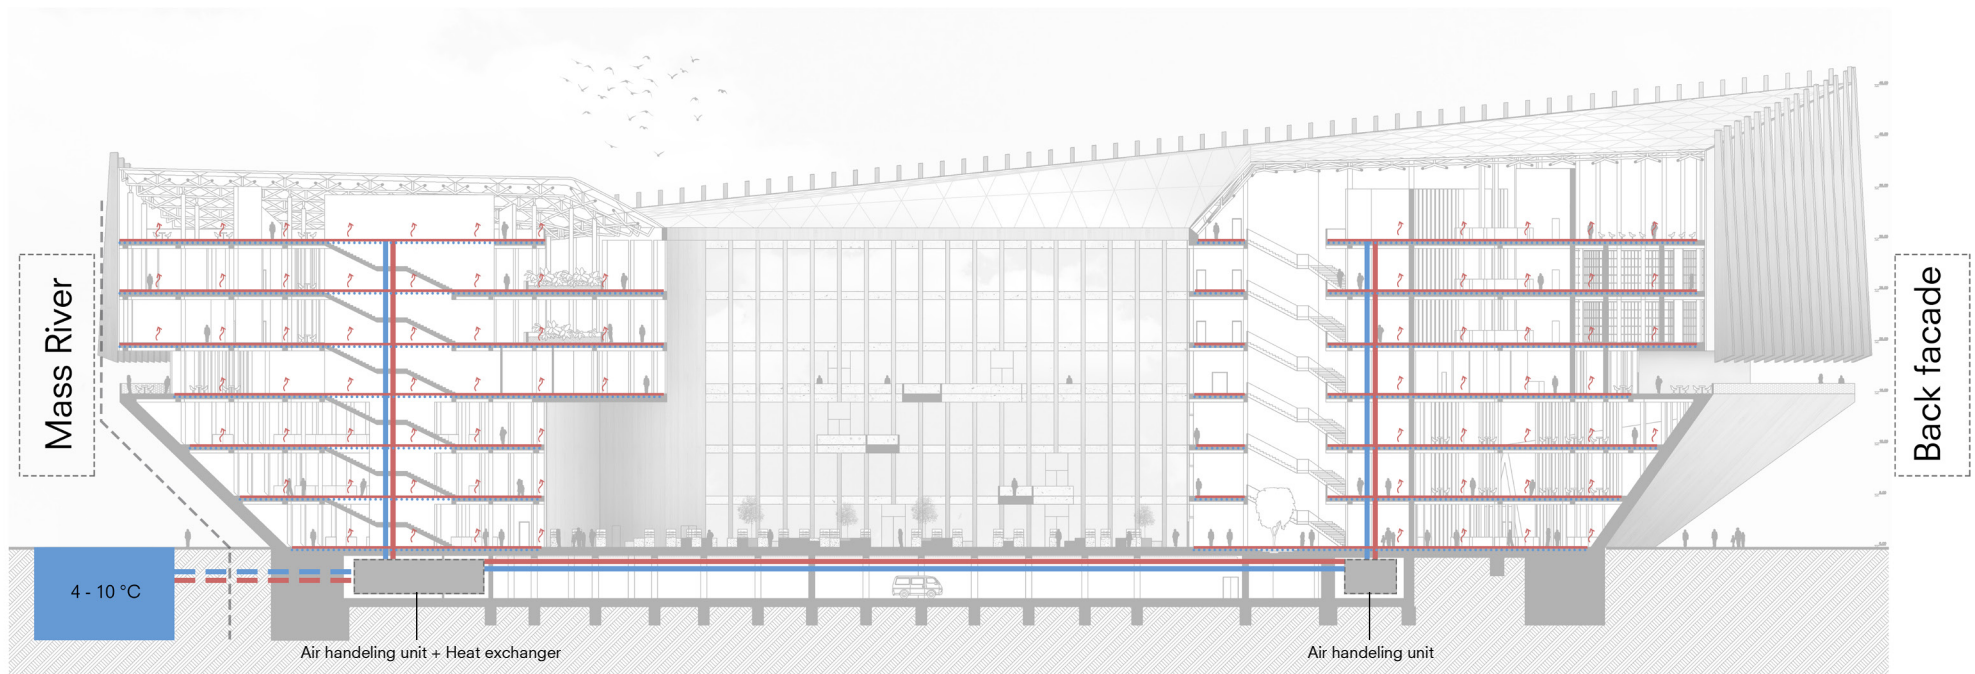 Mass River
Back facade
4 - 10 °C
Air handeling unit + Heat exchanger
Air handeling unit